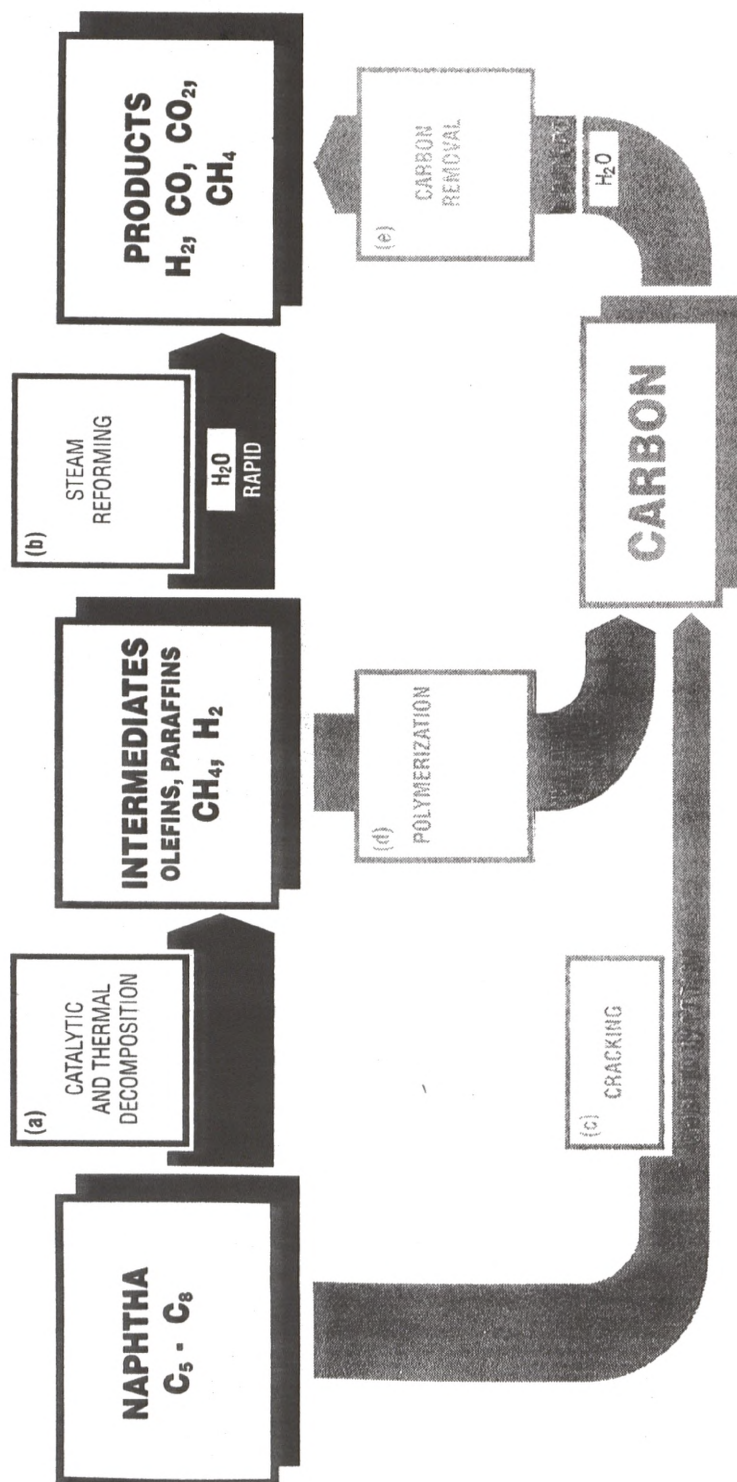 NAPHTHA
C₅ - C₈
(a)
CATALYTIC
AND THERMAL
DECOMPOSITION
INTERMEDIATES
OLEFINS, PARAFFINS
CH₄, H₂
(b)
STEAM
REFORMING
H₂O
RAPID
PRODUCTS
H₂, CO, CO₂,
CH₄
(c)
CRACKING
(d)
POLYMERIZATION
CARBON
(e)
CARBON
REMOVAL
H₂O